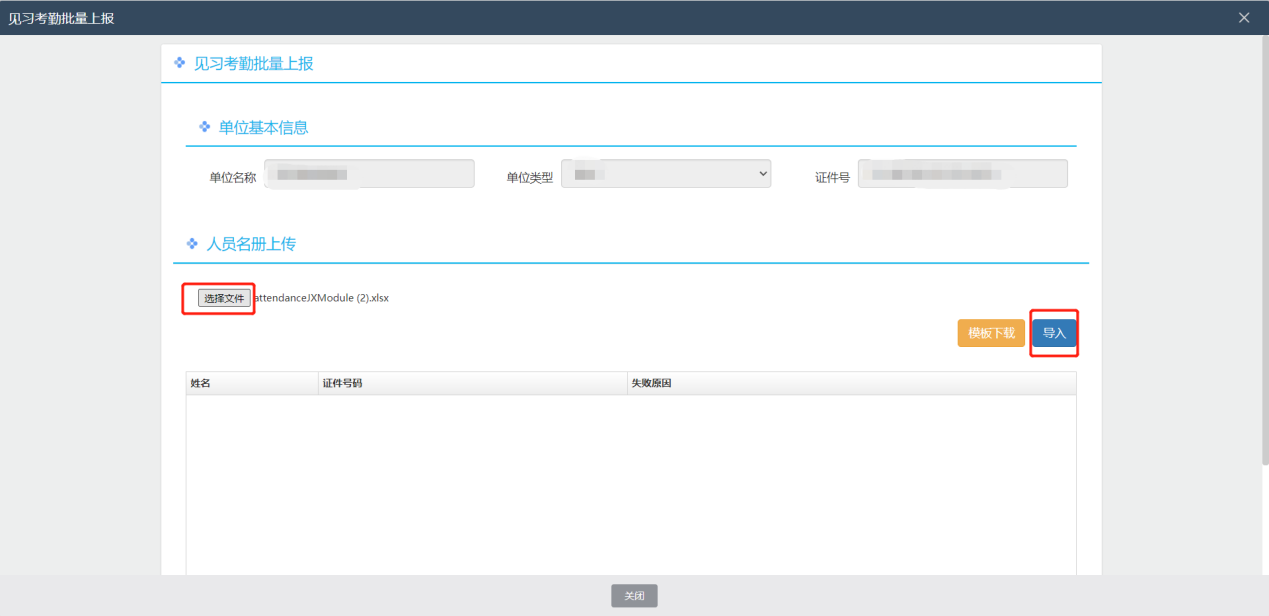 见习考勤批量上报
见习考勤批量上报
单位基本信息
单位名称 单位类型 证件号
人员名册上传
选择文件 attendanceJXModule (2).xlsx
模板下载 导入
姓名 证件号码 失败原因
关闭